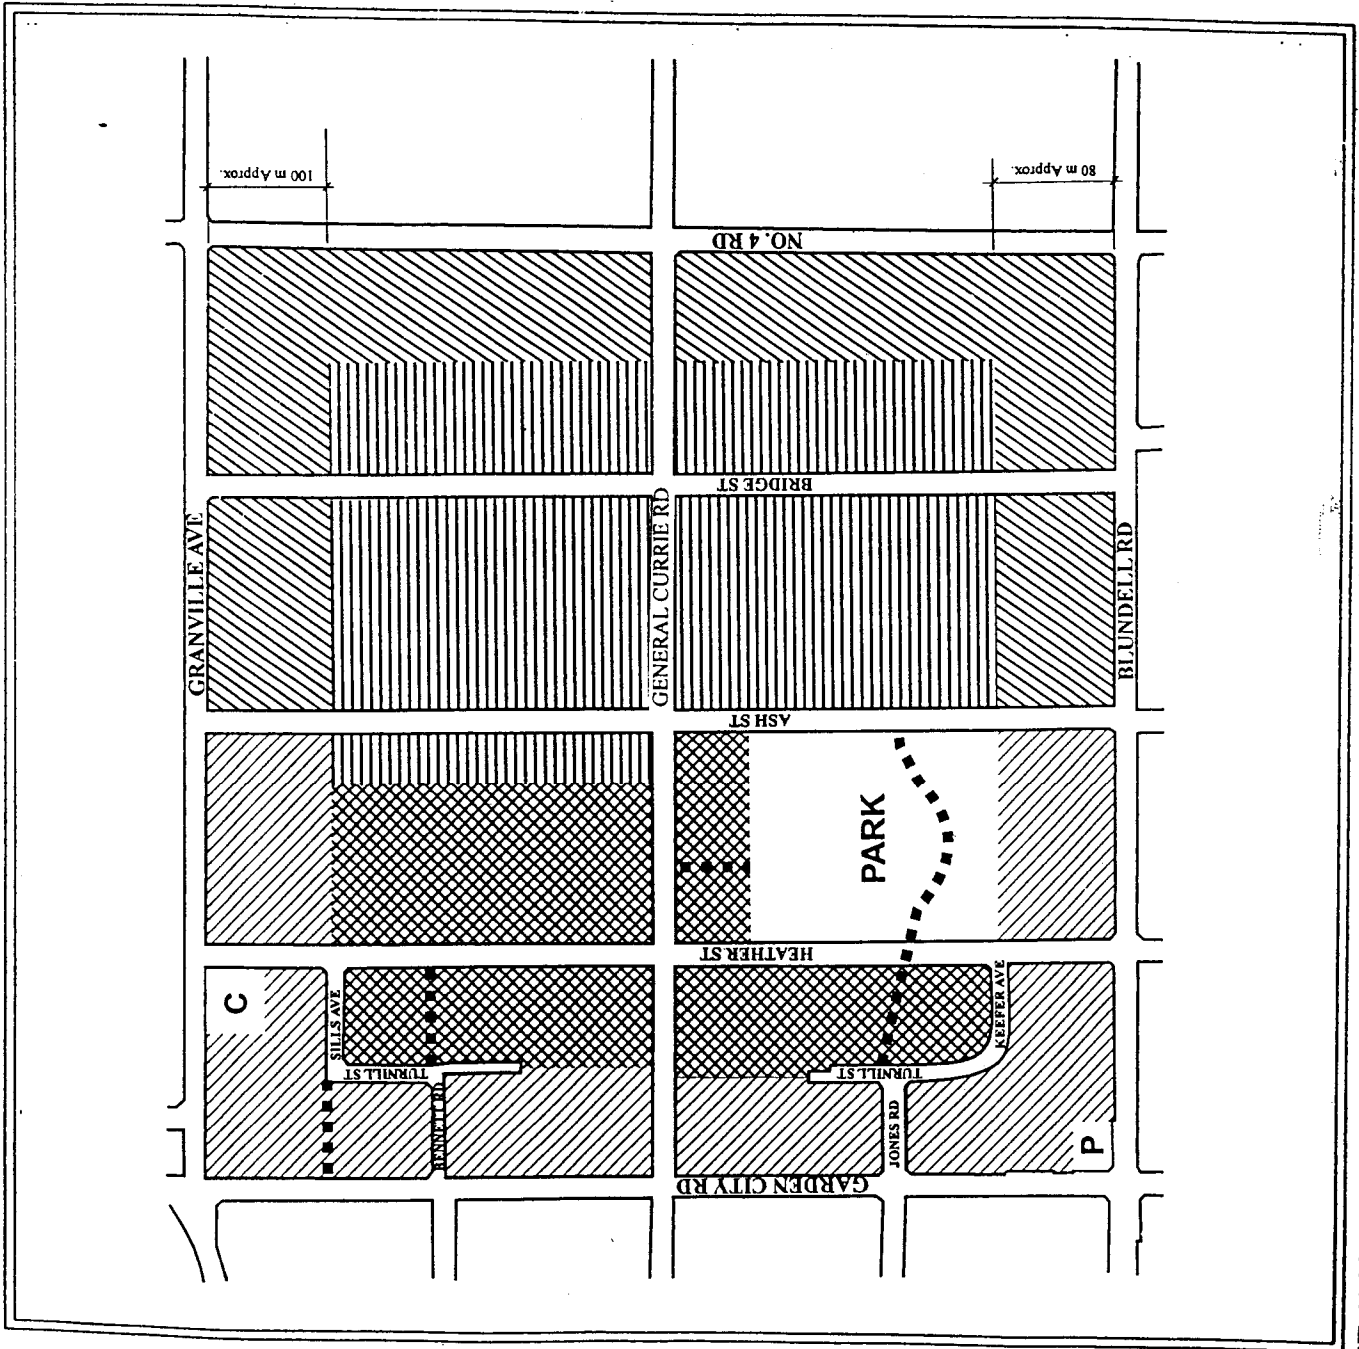 100 m Approx.
80 m Approx.
NO. 4 RD
BRIDGE ST
GRANVILLE AVE
GENERAL CURRIE RD
BLUNDELL RD
ASH ST
PARK
HEATHER ST
C
SILLS AVE
KEEFER AVE
TURNILL ST
TURNILL ST
BENNETT RD
JONES RD
P
GARDEN CITY RD